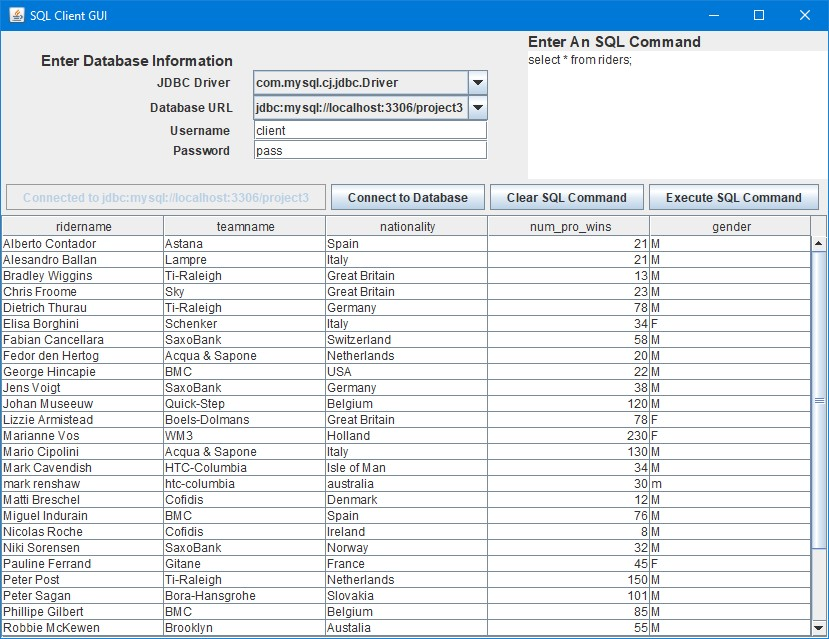 SQL Client GUI
Enter Database Information
JDBC Driver com.mysql.cj.jdbc.Driver
Database URL jdbc:mysql://localhost:3306/project3
Username client
Password pass
Enter An SQL Command
select * from riders;
Connected to jdbc:mysql://localhost:3306/project3 Connect to Database Clear SQL Command Execute SQL Command
ridername teamname nationality num_pro_wins gender
Alberto Contador Astana Spain 21 M
Alesandro Ballan Lampre Italy 21 M
Bradley Wiggins Ti-Raleigh Great Britain 13 M
Chris Froome Sky Great Britain 23 M
Dietrich Thurau Ti-Raleigh Germany 78 M
Elisa Borghini Schenker Italy 34 F
Fabian Cancellara SaxoBank Switzerland 58 M
Fedor den Hertog Acqua & Sapone Netherlands 20 M
George Hincapie BMC USA 22 M
Jens Voigt SaxoBank Germany 38 M
Johan Museeuw Quick-Step Belgium 120 M
Lizzie Armistead Boels-Dolmans Great Britain 78 F
Marianne Vos WM3 Holland 230 F
Mario Cipolini Acqua & Sapone Italy 130 M
Mark Cavendish HTC-Columbia Isle of Man 34 M
mark renshaw htc-columbia australia 30 m
Matti Breschel Cofidis Denmark 12 M
Miguel Indurain BMC Spain 76 M
Nicolas Roche Cofidis Ireland 8 M
Niki Sorensen SaxoBank Norway 32 M
Pauline Ferrand Gitane France 45 F
Peter Post Ti-Raleigh Netherlands 150 M
Peter Sagan Bora-Hansgrohe Slovakia 101 M
Phillipe Gilbert BMC Belgium 85 M
Robbie McKewen Brooklyn Austalia 55 M